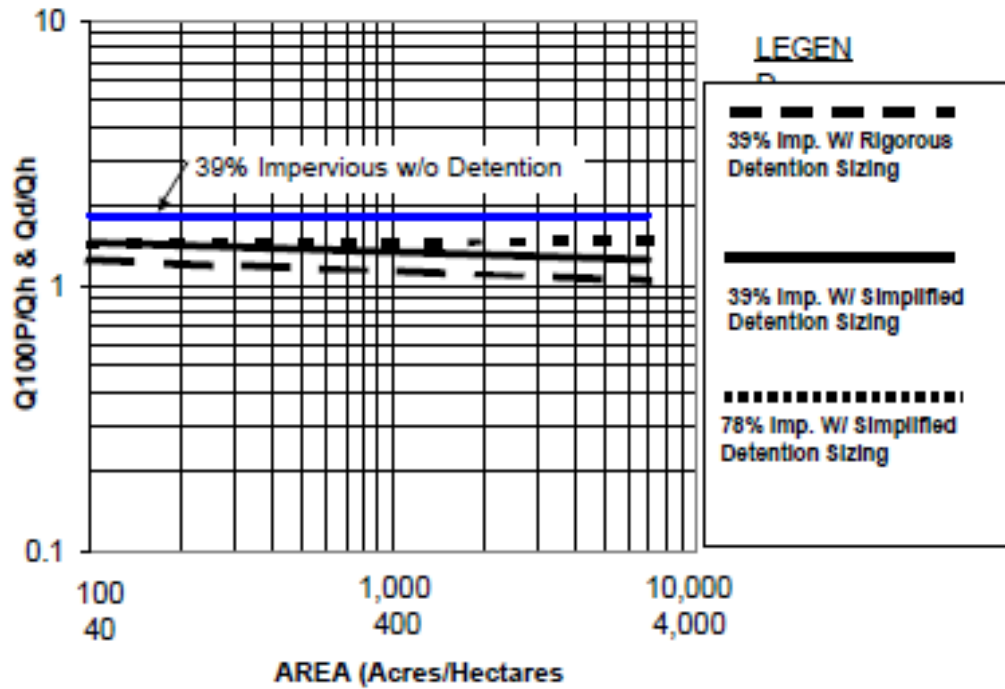 10
LEGEN
39% Impervious w/o Detention
39% Imp. W/ Rigorous
Detention Sizing
Q100P/Qh & Qd/Qh
1
39% Imp. W/ Simplified
Detention Sizing
78% Imp. W/ Simplified
Detention Sizing
0.1
100 1,000 10,000
40 400 4,000
AREA (Acres/Hectares